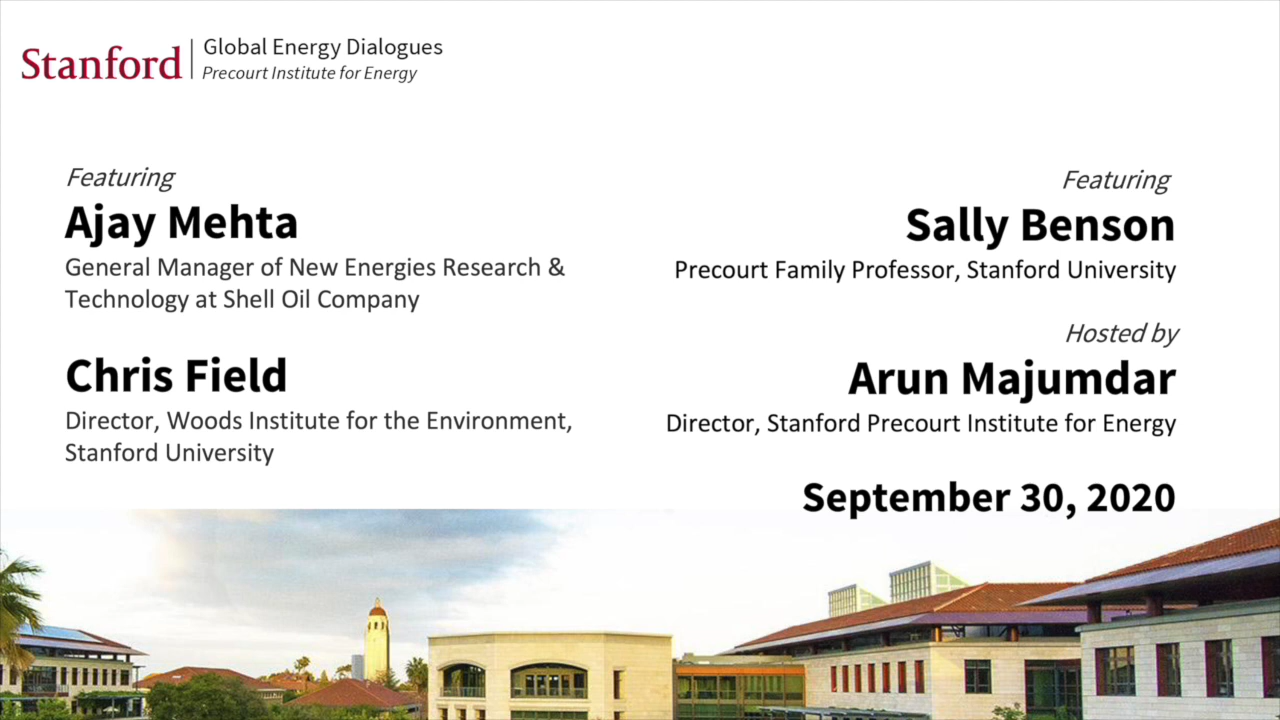 Stanford
Global Energy Dialogues
Precourt Institute for Energy
Featuring
Ajay Mehta
General Manager of New Energies Research &
Technology at Shell Oil Company
Chris Field
Director, Woods Institute for the Environment,
Stanford University
Featuring
Sally Benson
Precourt Family Professor, Stanford University
Hosted by
Arun Majumdar
Director, Stanford Precourt Institute for Energy
September 30, 2020